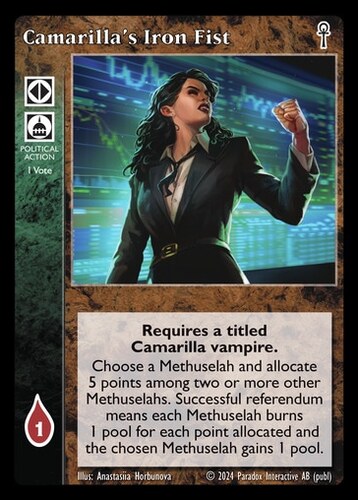 Camarilla's Iron Fist
POLITICAL
ACTION
1 Vote
Requires a titled
Camarilla vampire.
Choose a Methuselah and allocate
5 points among two or more other
Methuselahs. Successful referendum
means each Methuselah burns
1 pool for each point allocated and
the chosen Methuselah gains 1 pool.
1
Illus: Anastasiia Horbunova © 2024 Paradox Interactive AB (publ)